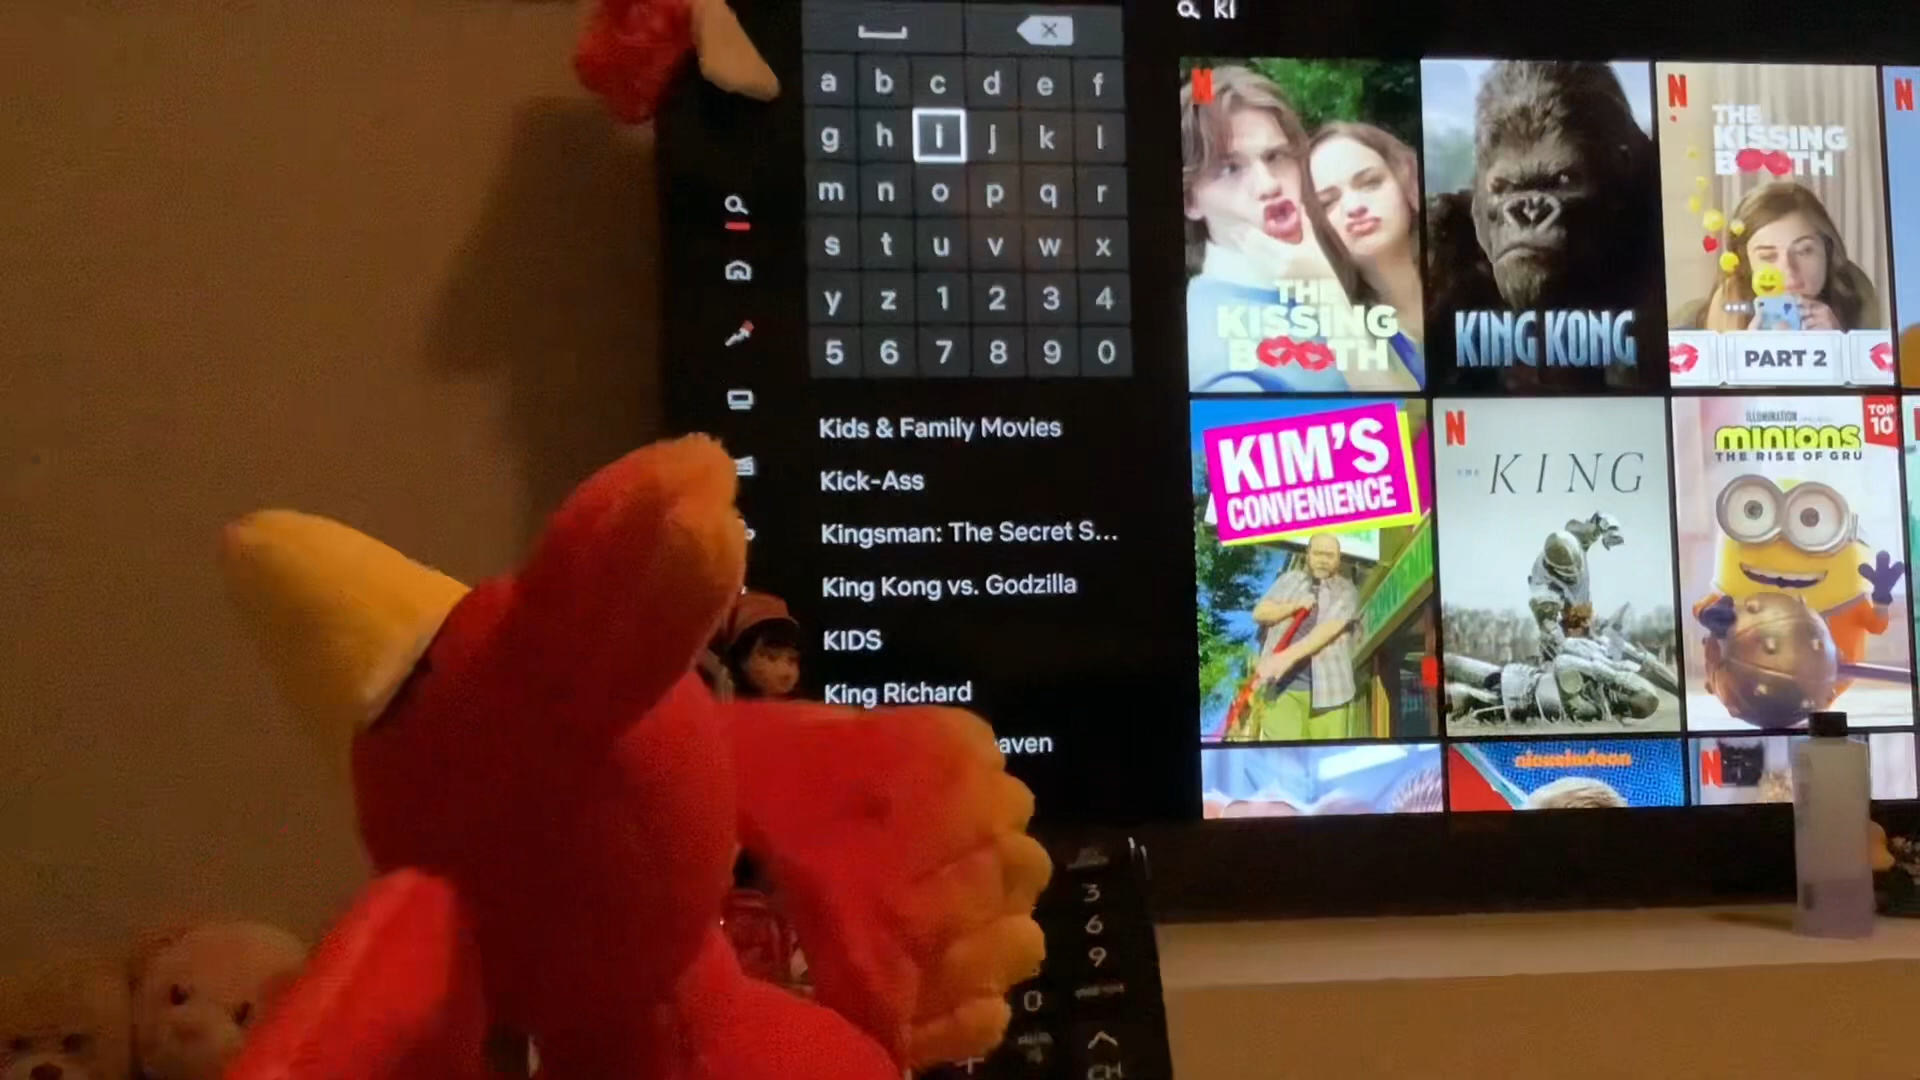 KI
a b c d e f
g h i j k l
m n o p q r
s t u v w x
y z 1 2 3 4
5 6 7 8 9 0
Kids & Family Movies
Kick-Ass
Kingsman: The Secret S...
King Kong vs. Godzilla
KIDS
King Richard
aven
N
THE
KISSING
BOOTH
KING KONG
N
THE
KISSING
BOOTH
PART 2
N
KIM'S
CONVENIENCE
N
THE KING
ILLUMINATION
TOP
10
minions
THE RISE OF GRU
nickelodeon
N
3
6
9
0
CH